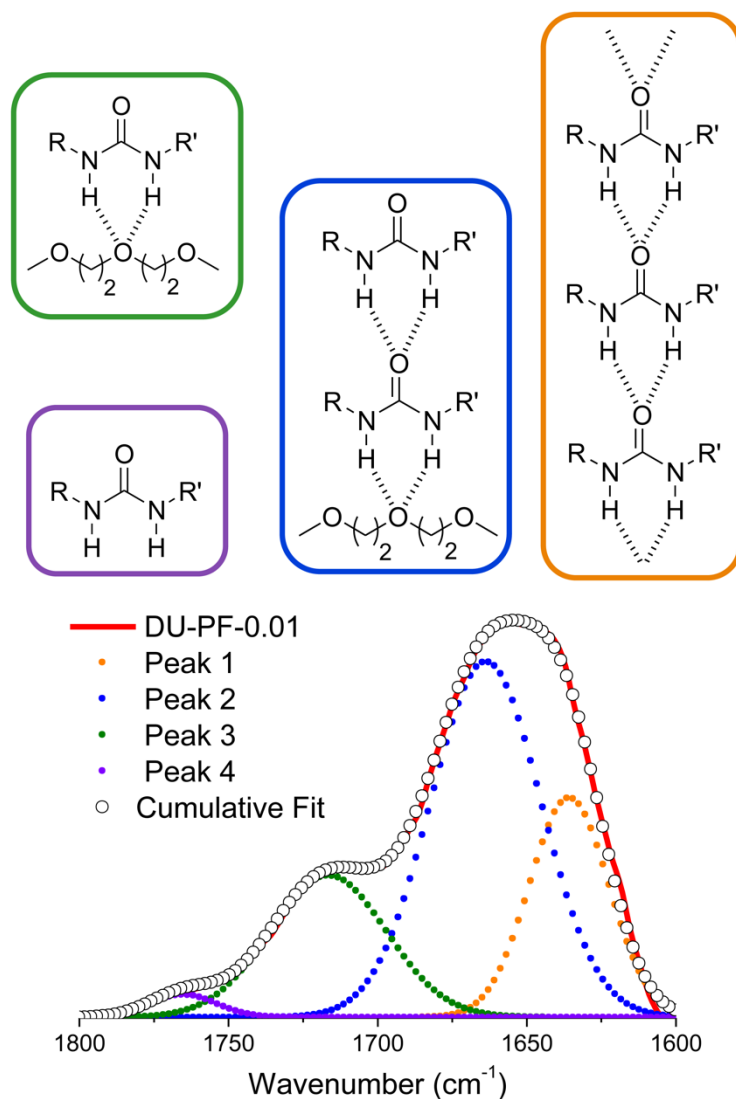 O
R N N R'
H H
O ( ) O ( ) O
2 2
O
R N N R'
H H
O
R N N R'
H H
O
R N N R'
H H
O ( ) O ( ) O
2 2
O
R N N R'
H H
O
R N N R'
H H
O
R N N R'
H H
DU-PF-0.01
Peak 1
Peak 2
Peak 3
Peak 4
Cumulative Fit
1800 1750 1700 1650 1600
Wavenumber (cm⁻¹)